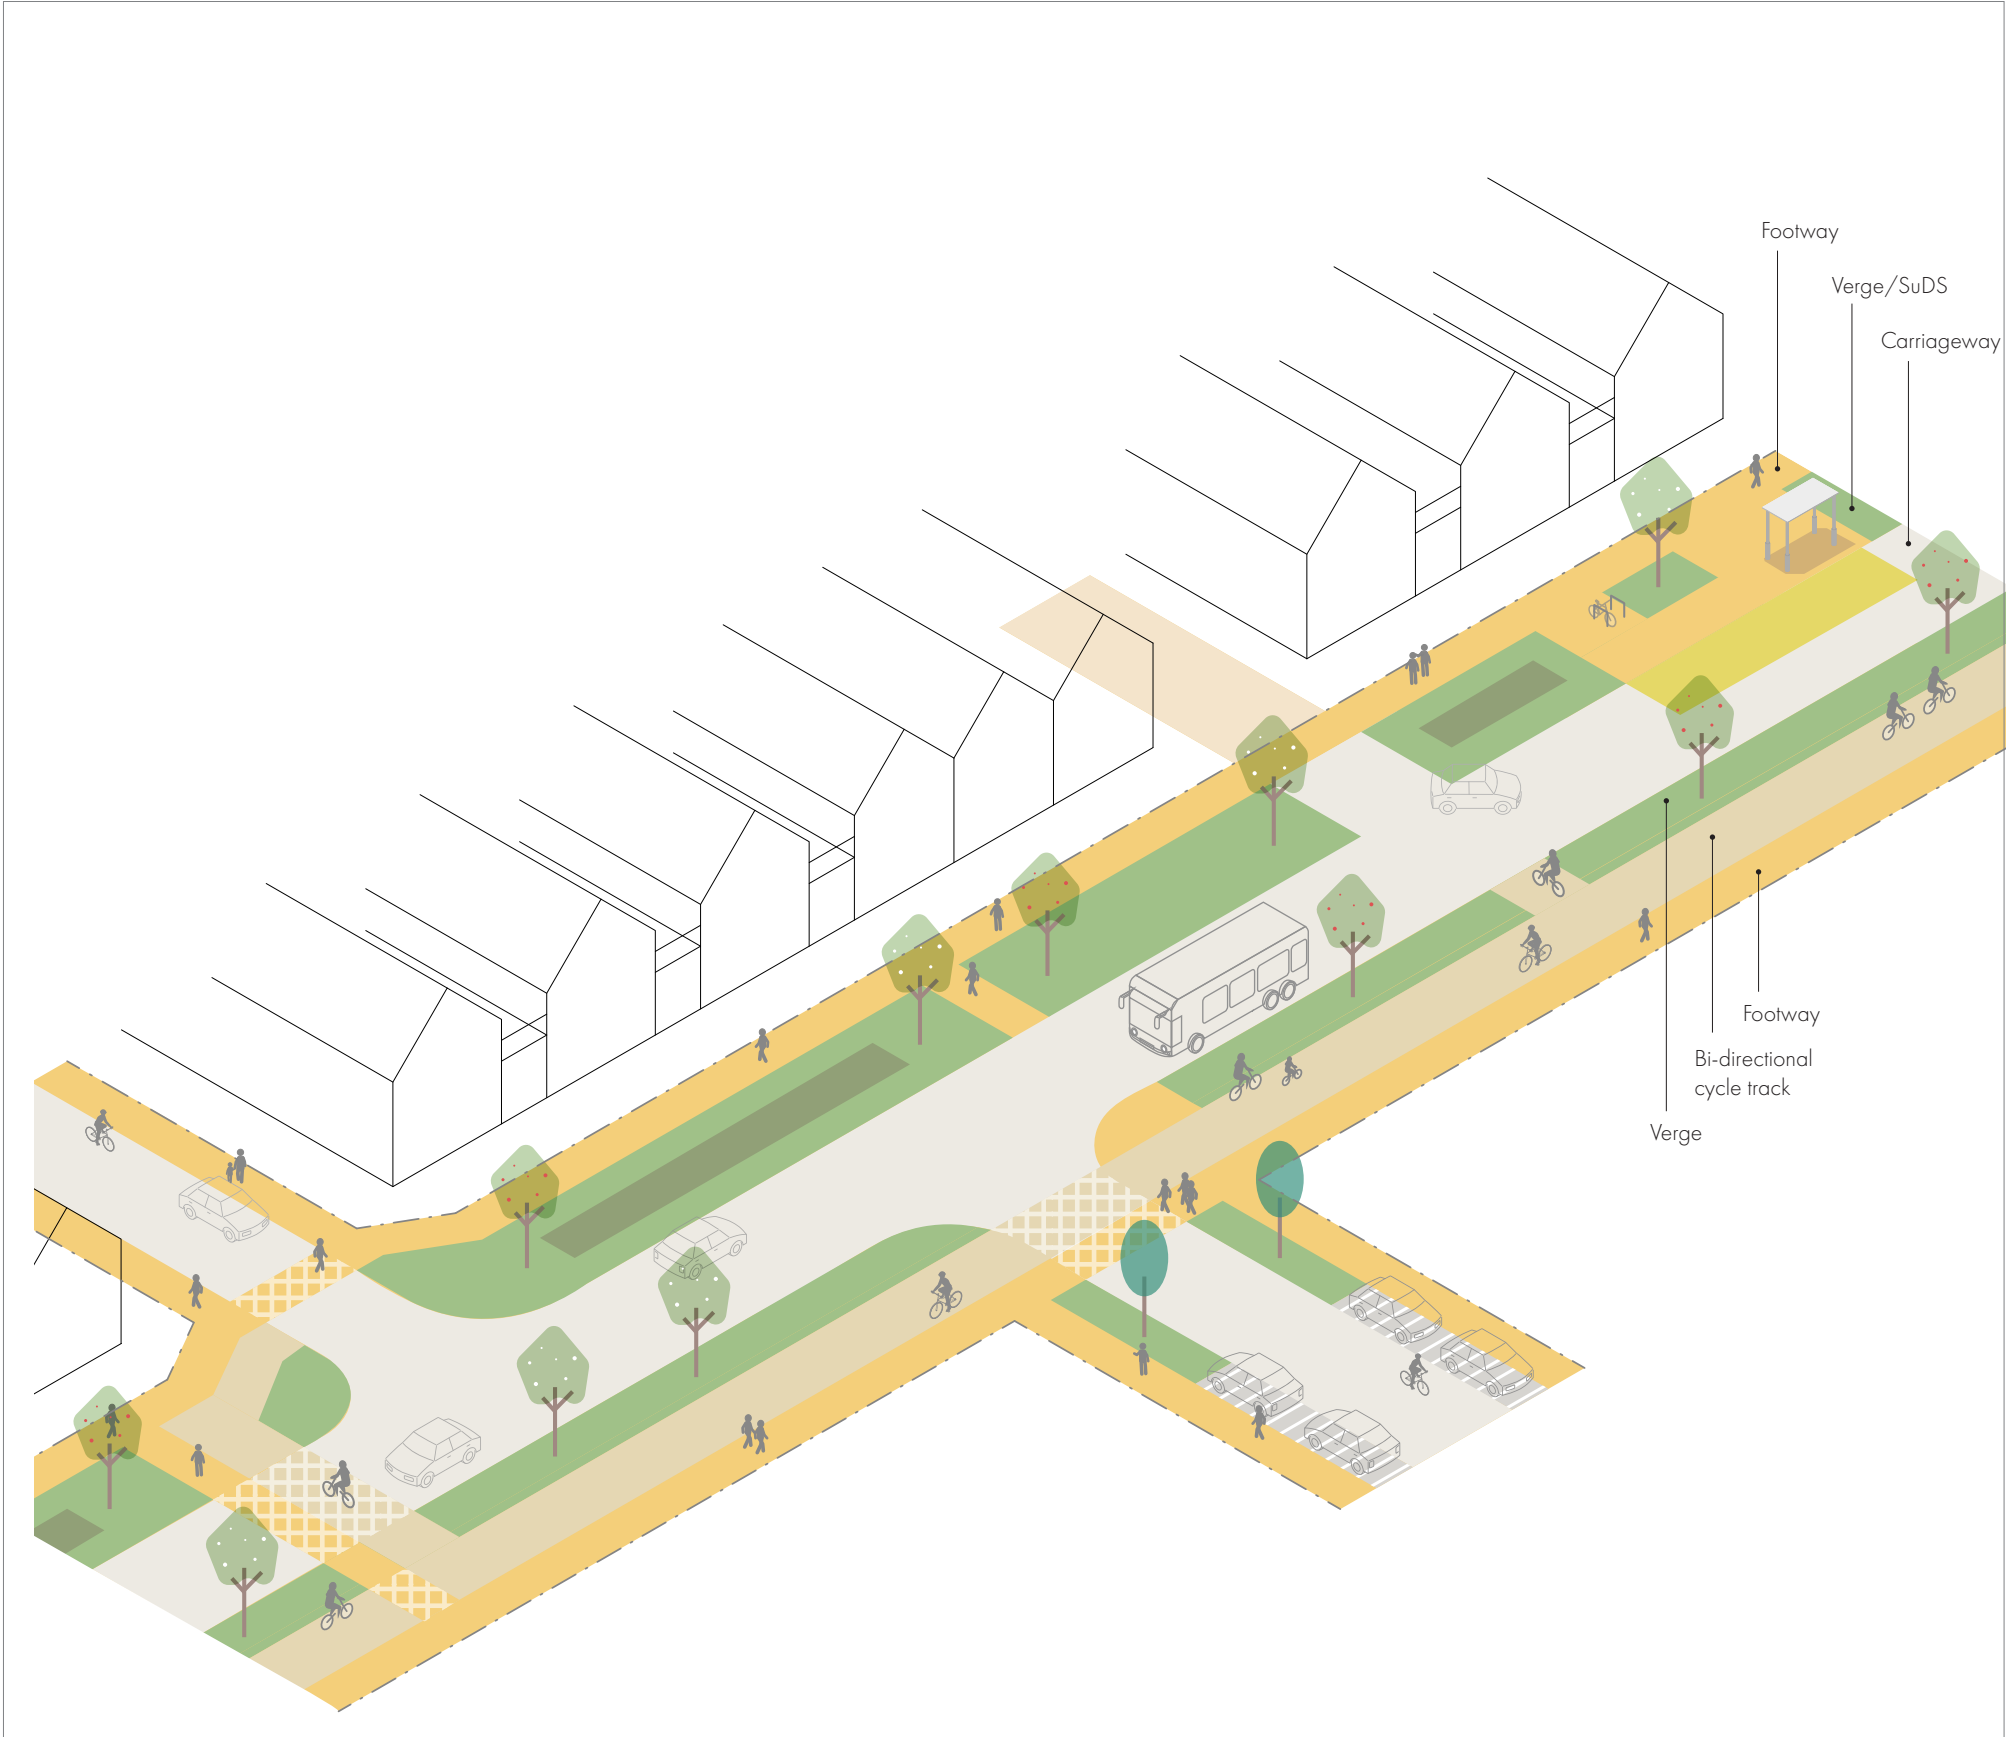 Footway
Verge/SuDS
Carriageway
Footway
Bi-directional
cycle track
Verge